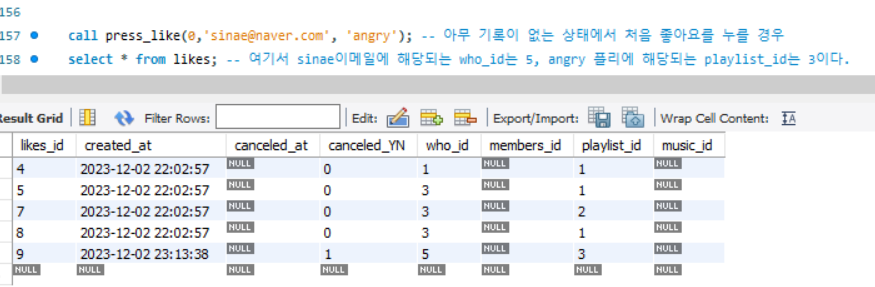 156
157 call press_like(0,'sinae@naver.com', 'angry'); -- 아무 기록이 없는 상태에서 처음 좋아요를 누를 경우
158 select * from likes; -- 여기서 sinae이메일에 해당되는 who_id는 5, angry 플리에 해당되는 playlist_id는 3이다.
Result Grid Filter Rows: Edit: Export/Import: Wrap Cell Content: IA
likes_id created_at canceled_at canceled_YN who_id members_id playlist_id music_id
4 2023-12-02 22:02:57 NULL 0 1 NULL 1 NULL
5 2023-12-02 22:02:57 NULL 0 3 NULL 1 NULL
7 2023-12-02 22:02:57 NULL 0 3 NULL 2 NULL
8 2023-12-02 22:02:57 NULL 0 3 NULL 1 NULL
9 2023-12-02 23:13:38 NULL 1 5 NULL 3 NULL
NULL NULL NULL NULL NULL NULL NULL NULL